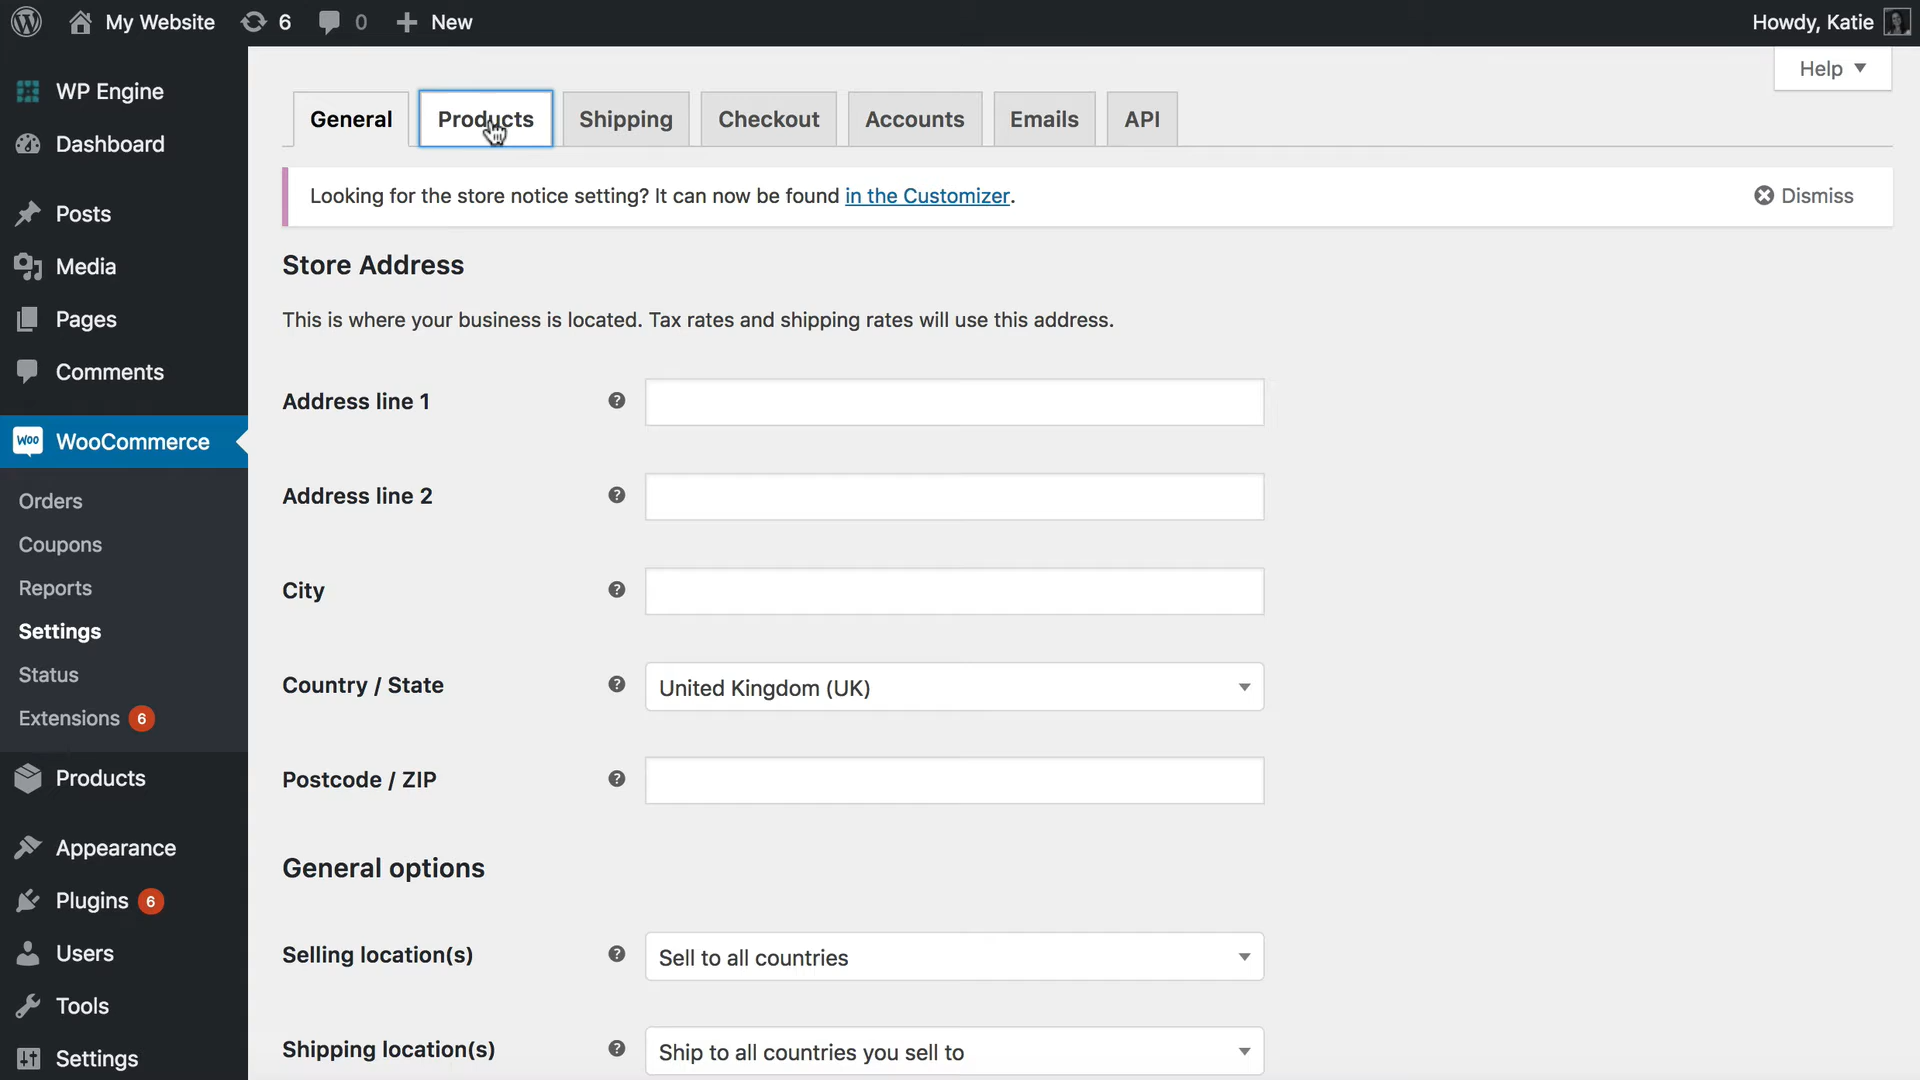 My Website 6 0 New Howdy, Katie
Help
WP Engine
Dashboard
Posts
Media
Pages
Comments
WOO WooCommerce
Orders
Coupons
Reports
Settings
Status
Extensions 6
Products
Appearance
Plugins 6
Users
Tools
Settings
General Products Shipping Checkout Accounts Emails API
Looking for the store notice setting? It can now be found in the Customizer. Dismiss
Store Address
This is where your business is located. Tax rates and shipping rates will use this address.
Address line 1 ?
Address line 2 ?
City ?
Country / State ? United Kingdom (UK)
Postcode / ZIP ?
General options
Selling location(s) ? Sell to all countries
Shipping location(s) ? Ship to all countries you sell to